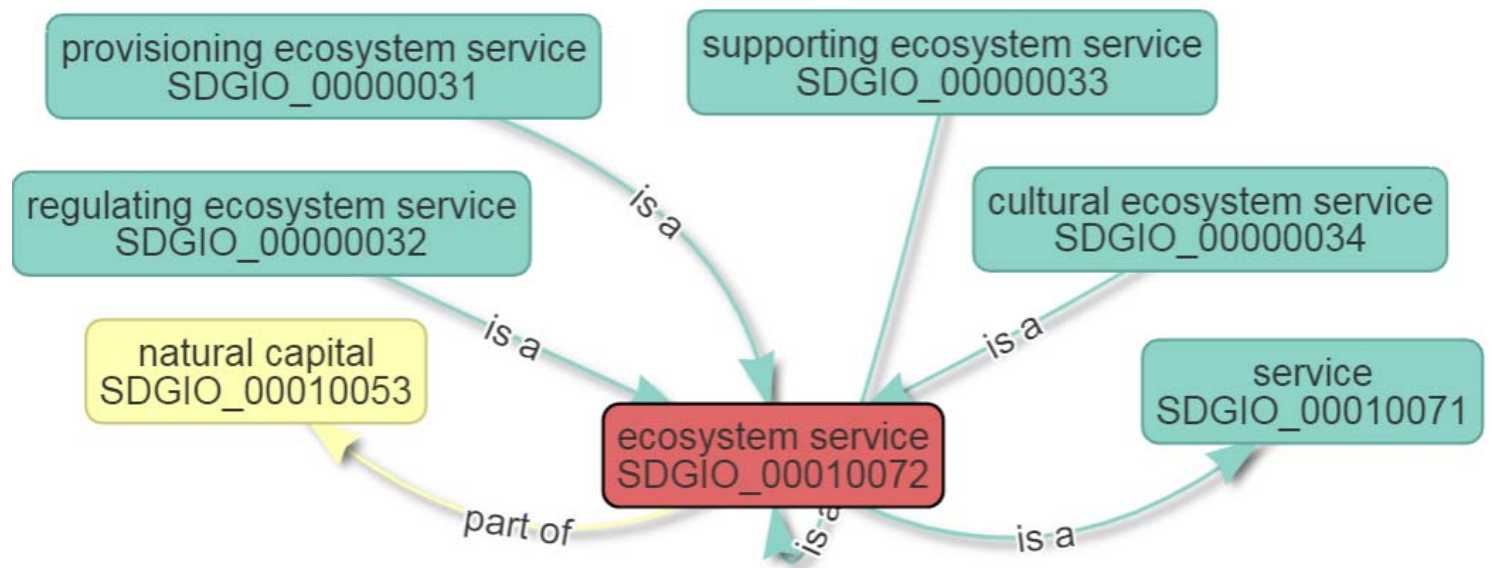 provisioning ecosystem service
SDGIO_00000031
supporting ecosystem service
SDGIO_00000033
regulating ecosystem service
SDGIO_00000032
cultural ecosystem service
SDGIO_00000034
is a
is a
is a
natural capital
SDGIO_00010053
service
SDGIO_00010071
ecosystem service
SDGIO_00010072
part of
is a
is a